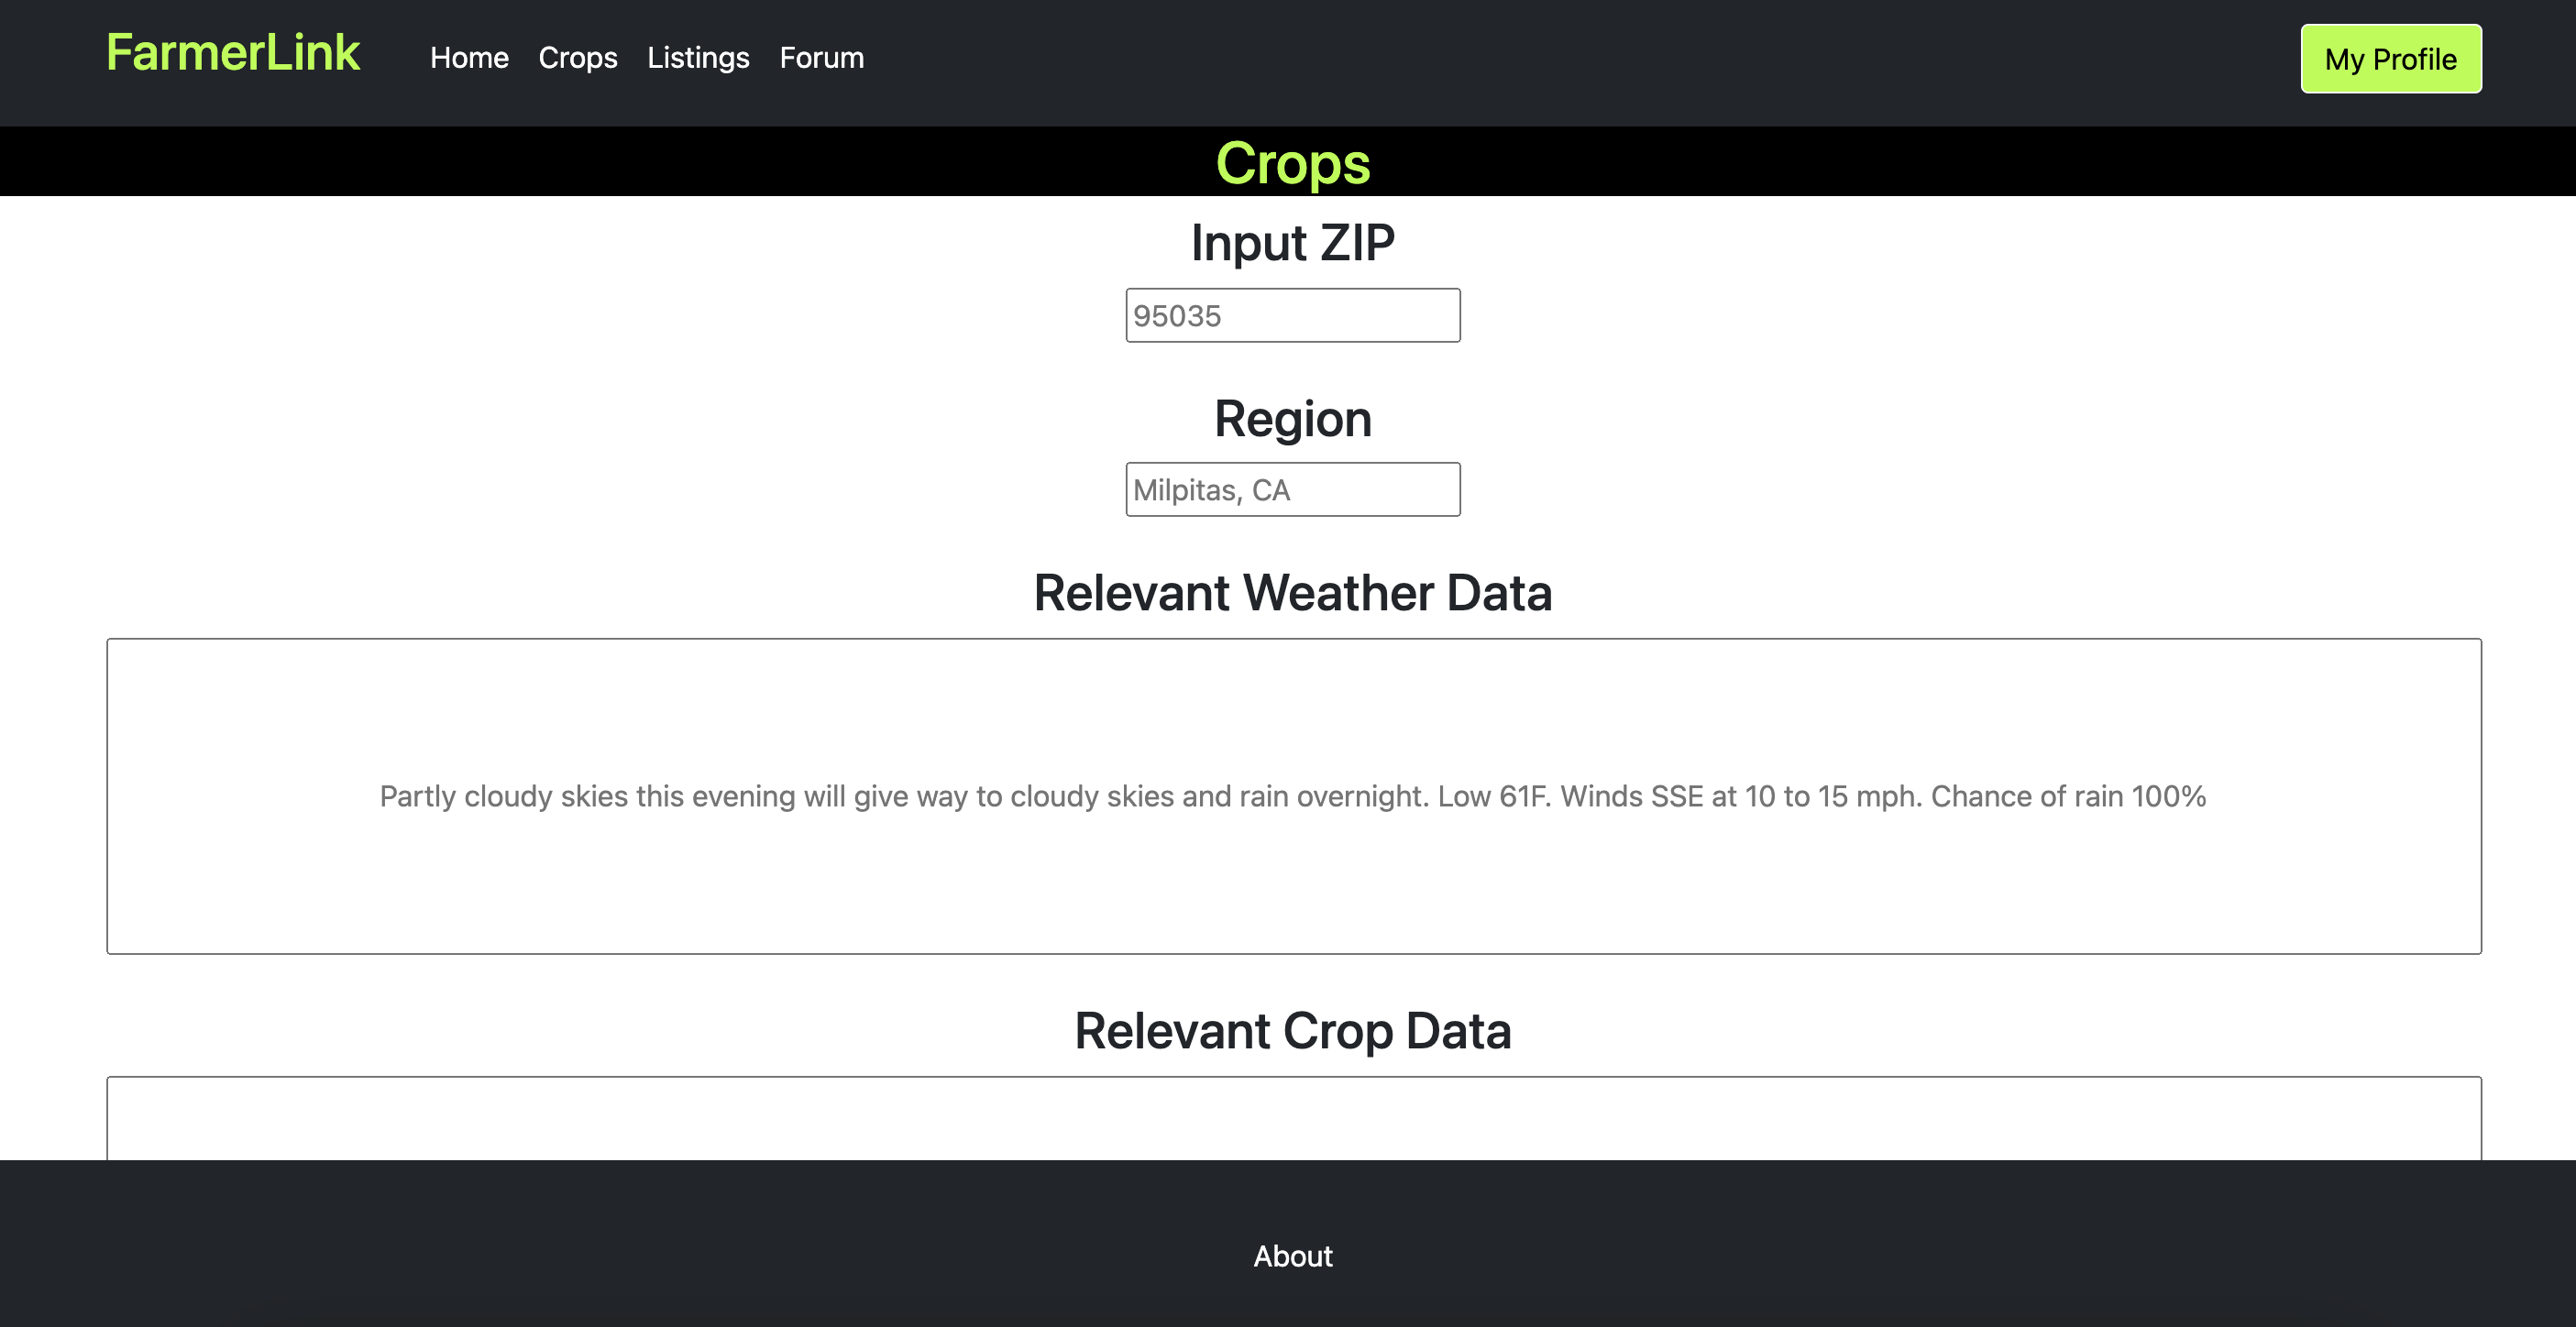 FarmerLink Home Crops Listings Forum My Profile
Crops
Input ZIP
95035
Region
Milpitas, CA
Relevant Weather Data
Partly cloudy skies this evening will give way to cloudy skies and rain overnight. Low 61F. Winds SSE at 10 to 15 mph. Chance of rain 100%
Relevant Crop Data
About